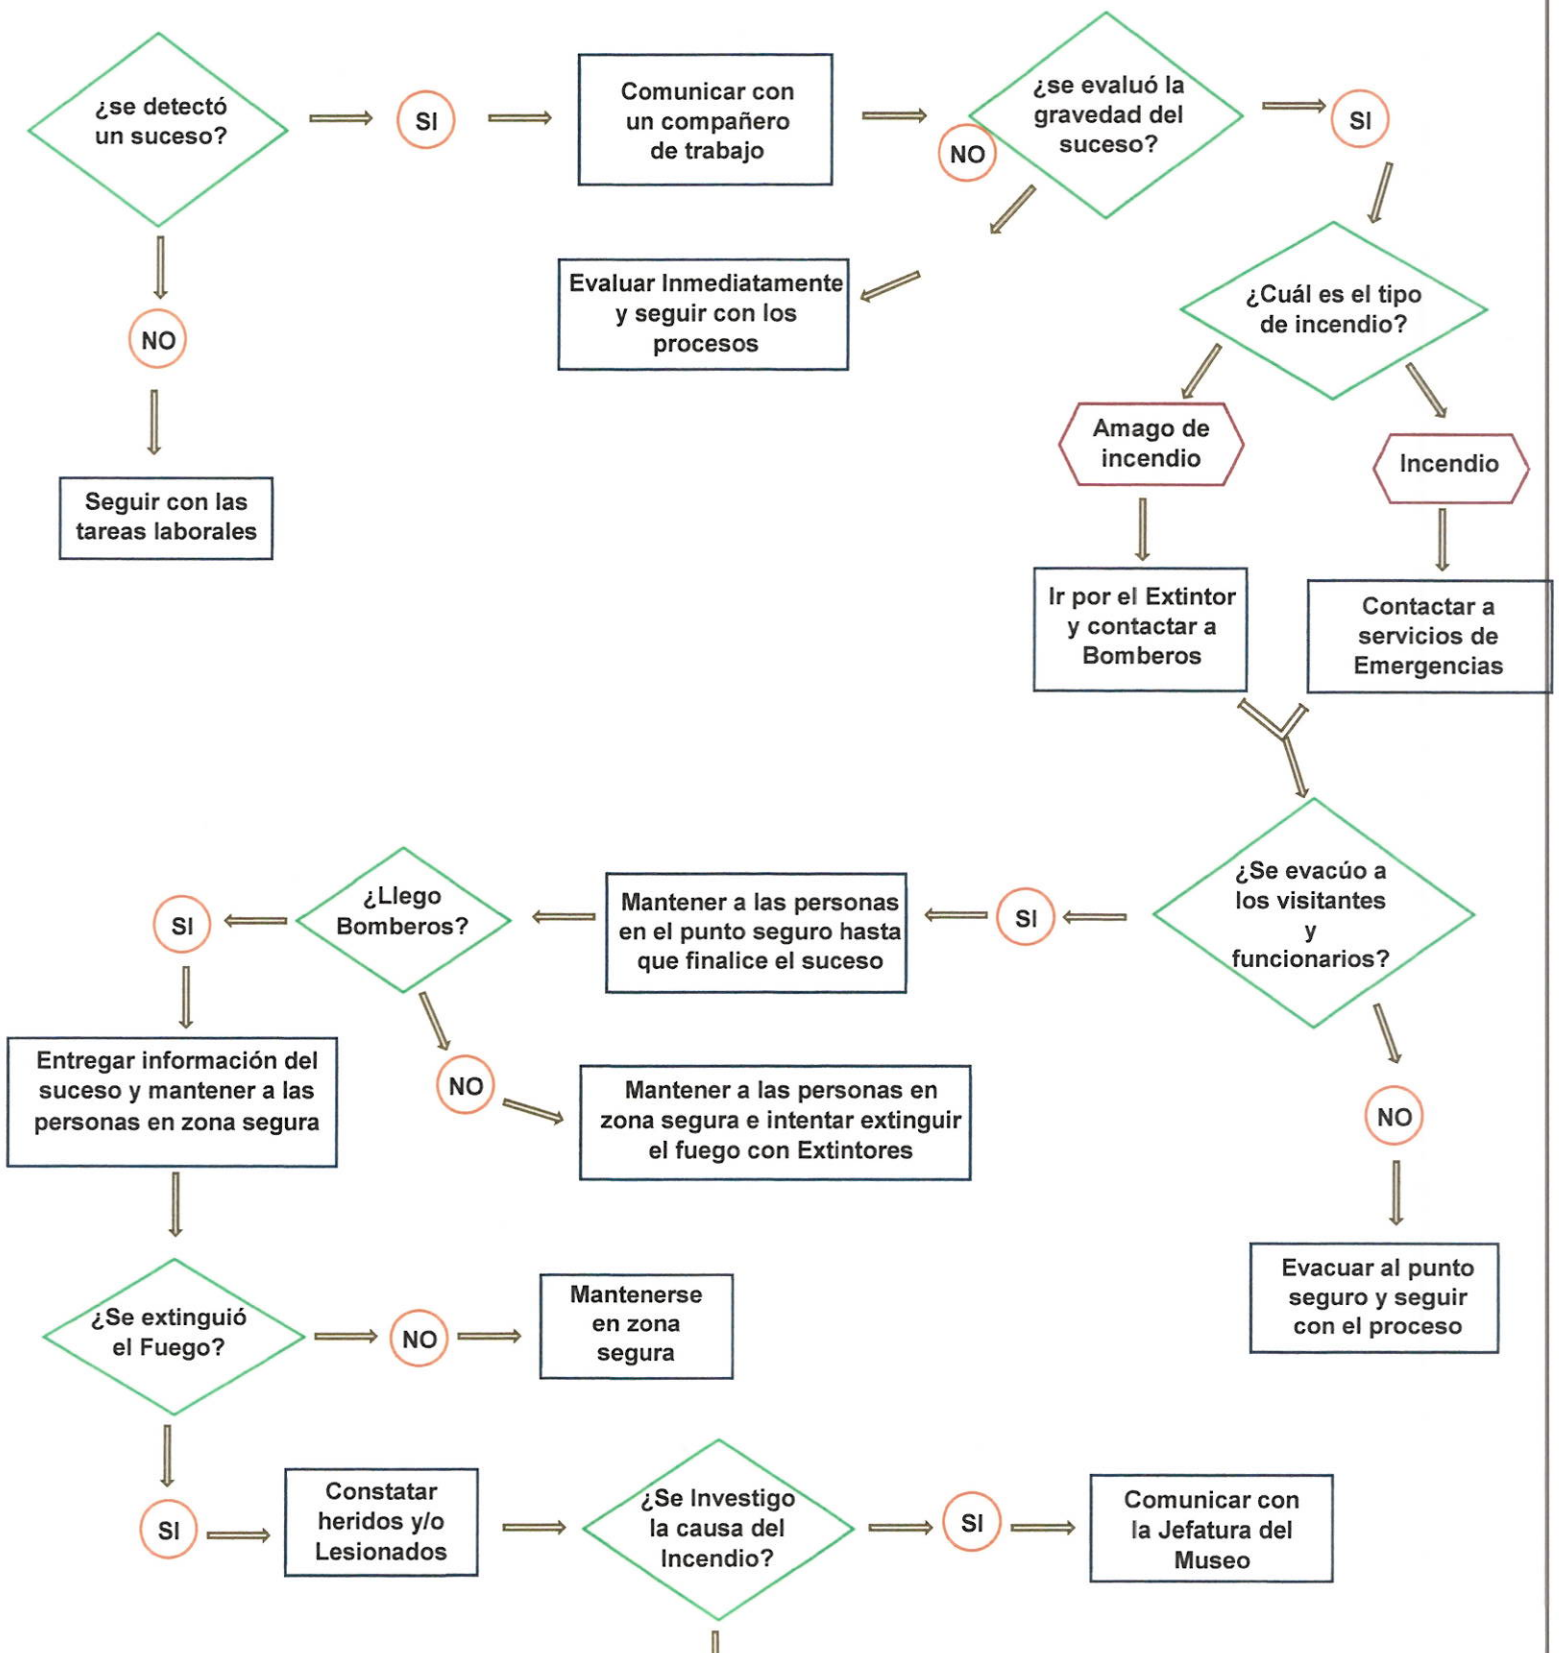 ¿se detectó
un suceso?
SI
Comunicar con
un compañero
de trabajo
¿se evaluó la
gravedad del
suceso?
SI
NO
Evaluar Inmediatamente
y seguir con los
procesos
¿Cuál es el tipo
de incendio?
NO
Seguir con las
tareas laborales
Amago de
incendio
Incendio
Ir por el Extintor
y contactar a
Bomberos
Contactar a
servicios de
Emergencias
¿Se evacúo a
los visitantes
y
funcionarios?
SI
Mantener a las personas
en el punto seguro hasta
que finalice el suceso
¿Llego
Bomberos?
SI
Entregar información del
suceso y mantener a las
personas en zona segura
NO
Mantener a las personas en
zona segura e intentar extinguir
el fuego con Extintores
NO
Evacuar al punto
seguro y seguir
con el proceso
¿Se extinguió
el Fuego?
NO
Mantenerse
en zona
segura
SI
Constatar
heridos y/o
Lesionados
¿Se Investigo
la causa del
Incendio?
SI
Comunicar con
la Jefatura del
Museo